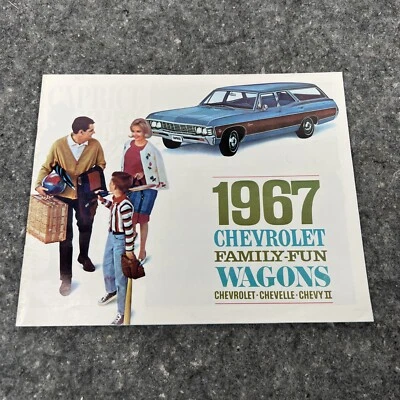 1967
CHEVROLET
FAMILY-FUN
WAGONS
CHEVROLET • CHEVELLE • CHEVY II